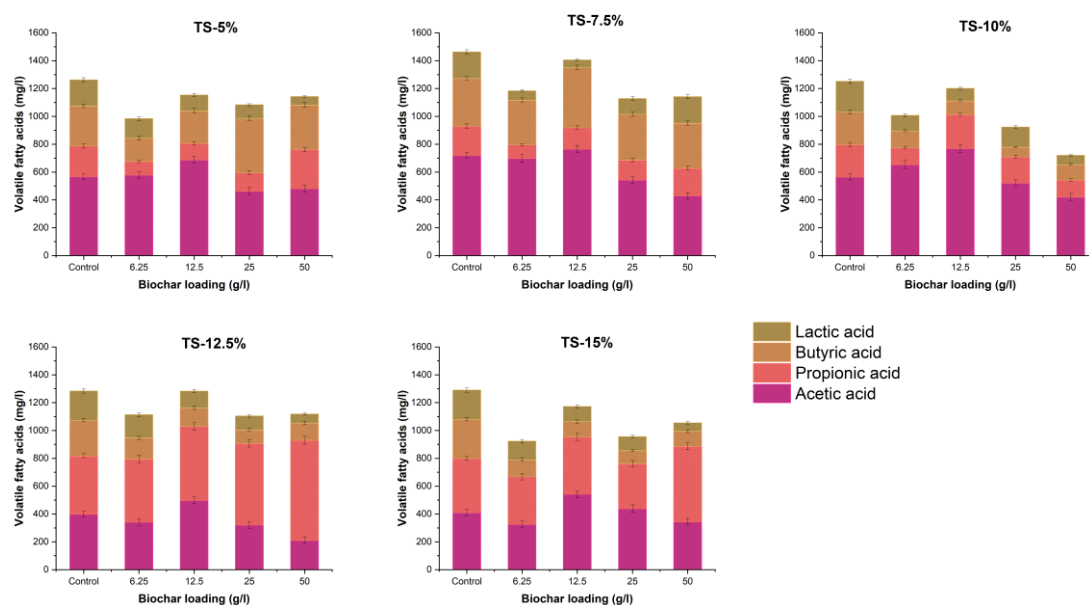 TS-5%
Volatile fatty acids (mg/l)
1600
1400
1200
1000
800
600
400
200
0
Control 6.25 12.5 25 50
Biochar loading (g/l)
TS-7.5%
Volatile fatty acids (mg/l)
1600
1400
1200
1000
800
600
400
200
0
Control 6.25 12.5 25 50
Biochar loading (g/l)
TS-10%
Volatile fatty acids (mg/l)
1600
1400
1200
1000
800
600
400
200
0
Control 6.25 12.5 25 50
Biochar loading (g/l)
TS-12.5%
Volatile fatty acids (mg/l)
1600
1400
1200
1000
800
600
400
200
0
Control 6.25 12.5 25 50
Biochar loading (g/l)
TS-15%
Volatile fatty acids (mg/l)
1600
1400
1200
1000
800
600
400
200
0
Control 6.25 12.5 25 50
Biochar loading (g/l)
Lactic acid
Butyric acid
Propionic acid
Acetic acid